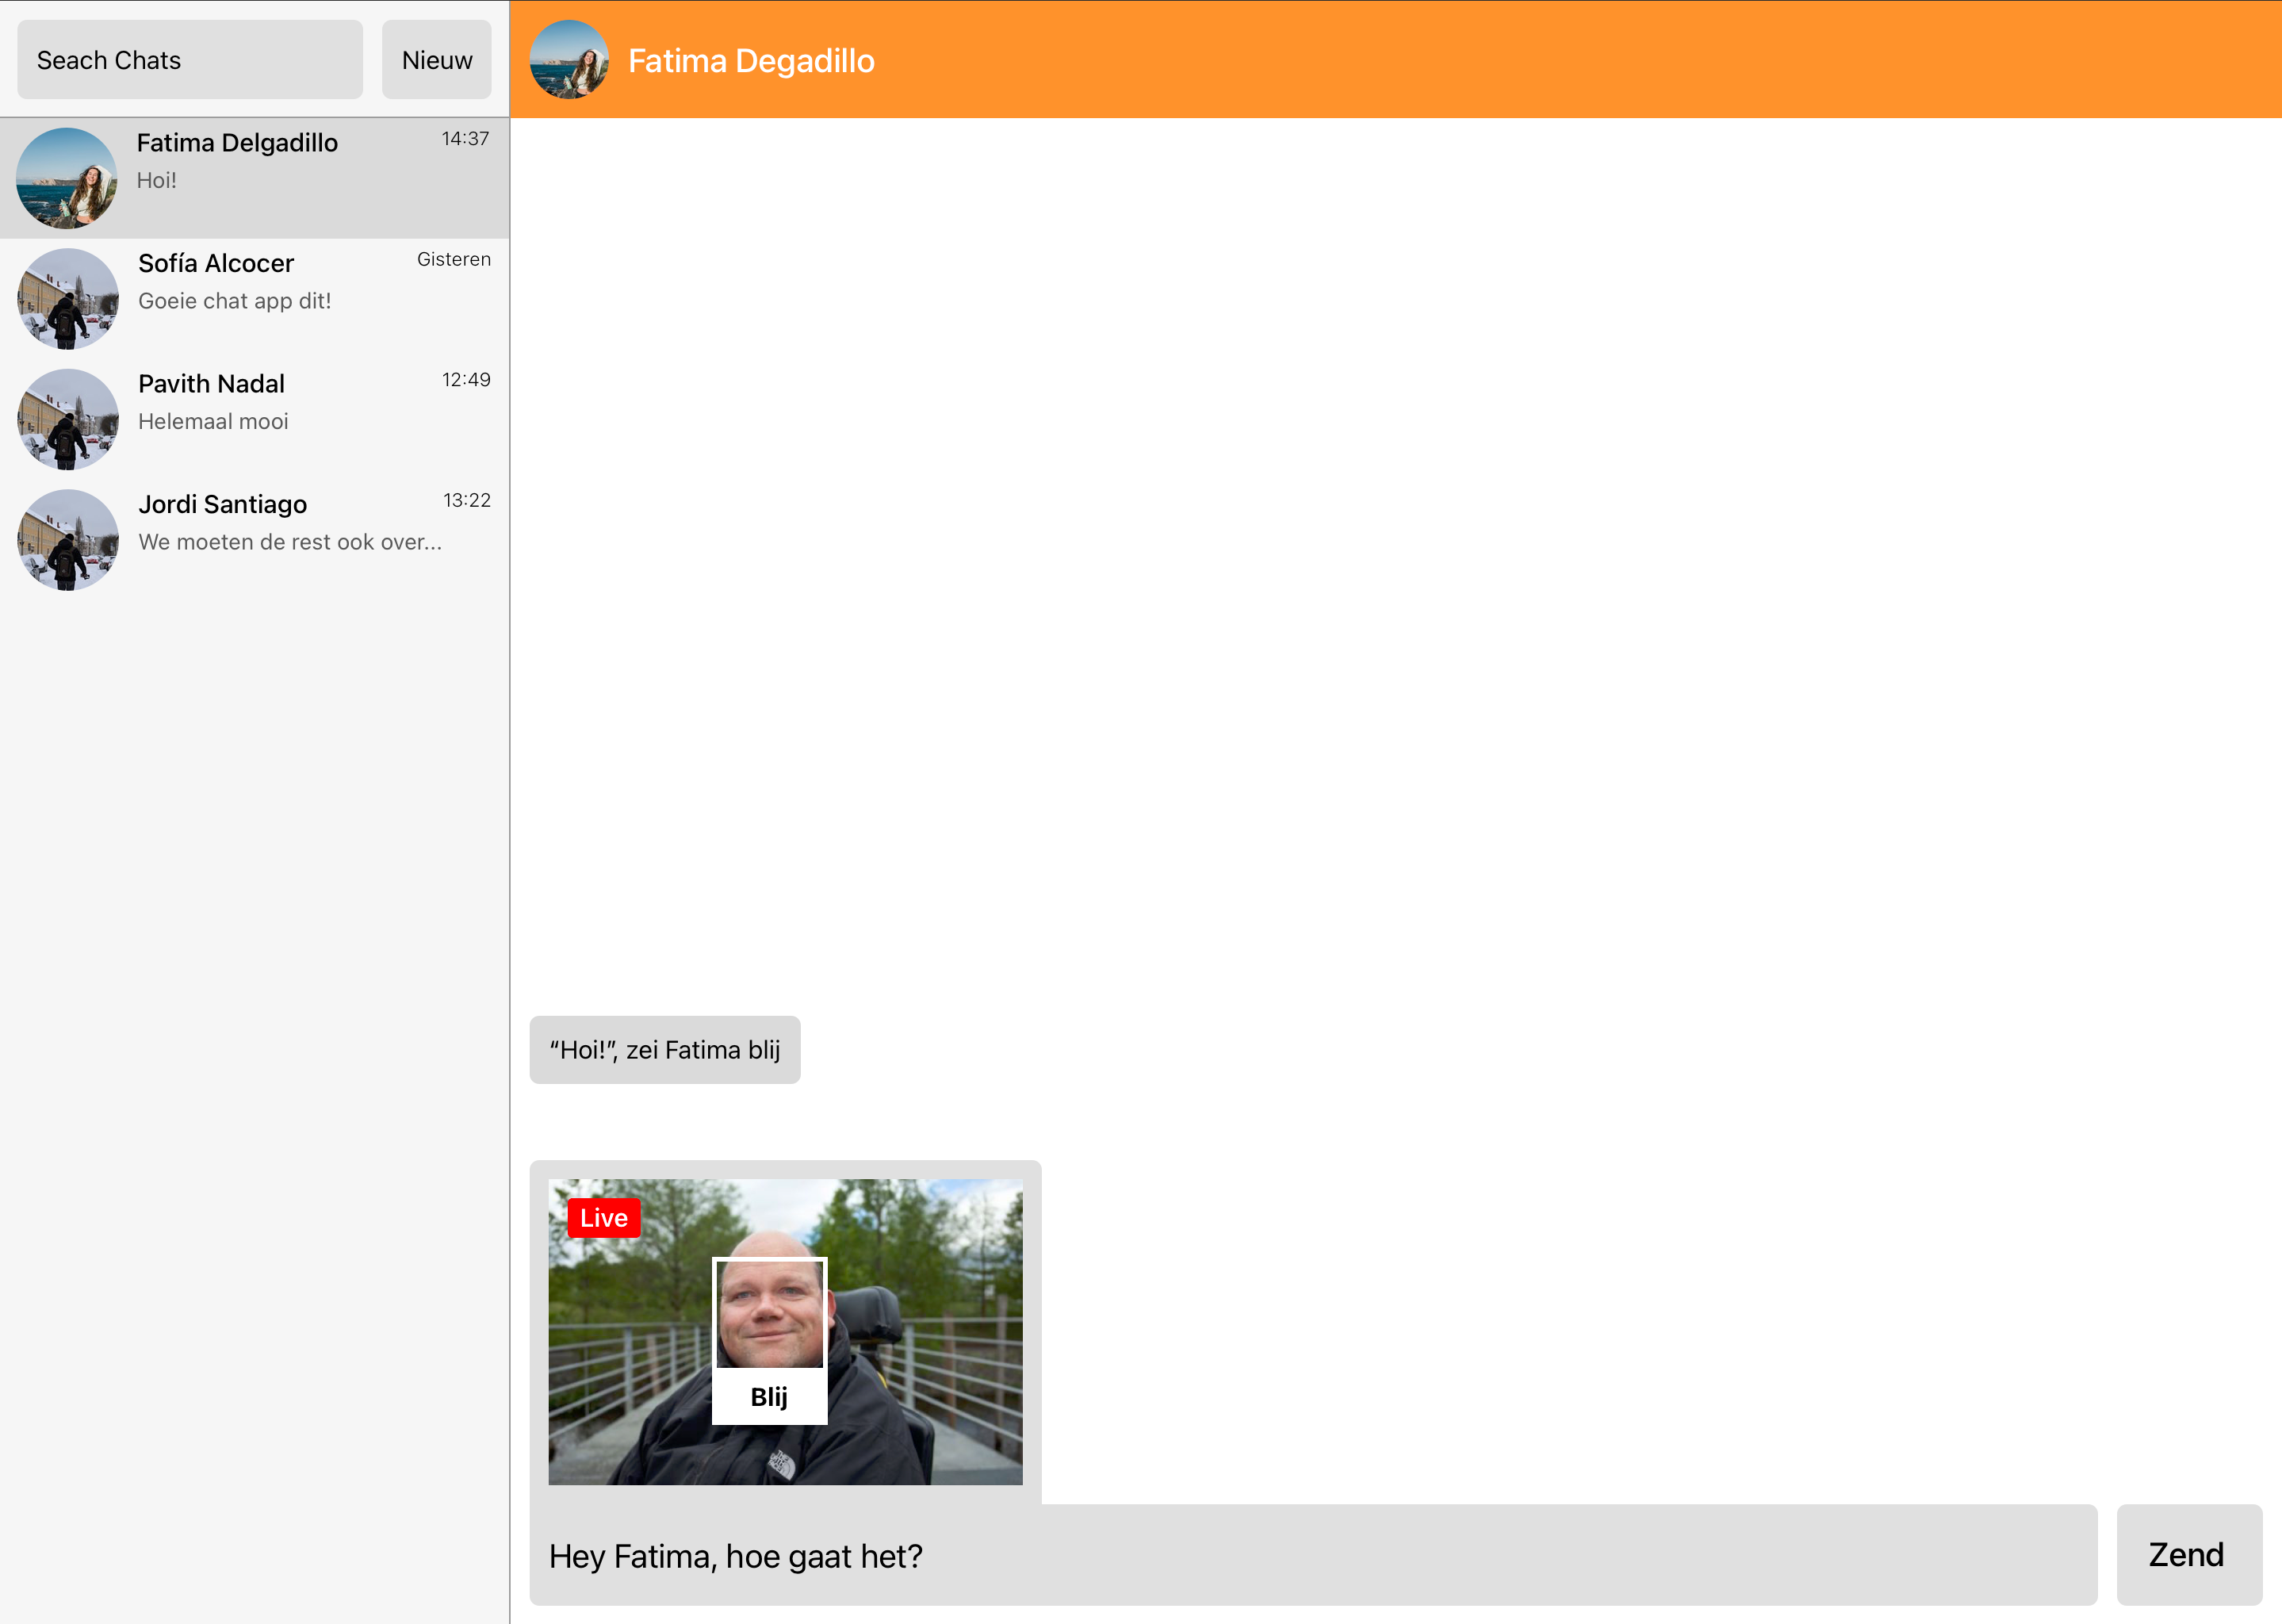 Seach Chats
Nieuw
Fatima Delgadillo
14:37
Hoi!
Sofía Alcocer
Gisteren
Goeie chat app dit!
Pavith Nadal
12:49
Helemaal mooi
Jordi Santiago
13:22
We moeten de rest ook over...
Fatima Degadillo
“Hoi!”, zei Fatima blij
Live
Blij
Hey Fatima, hoe gaat het?
Zend